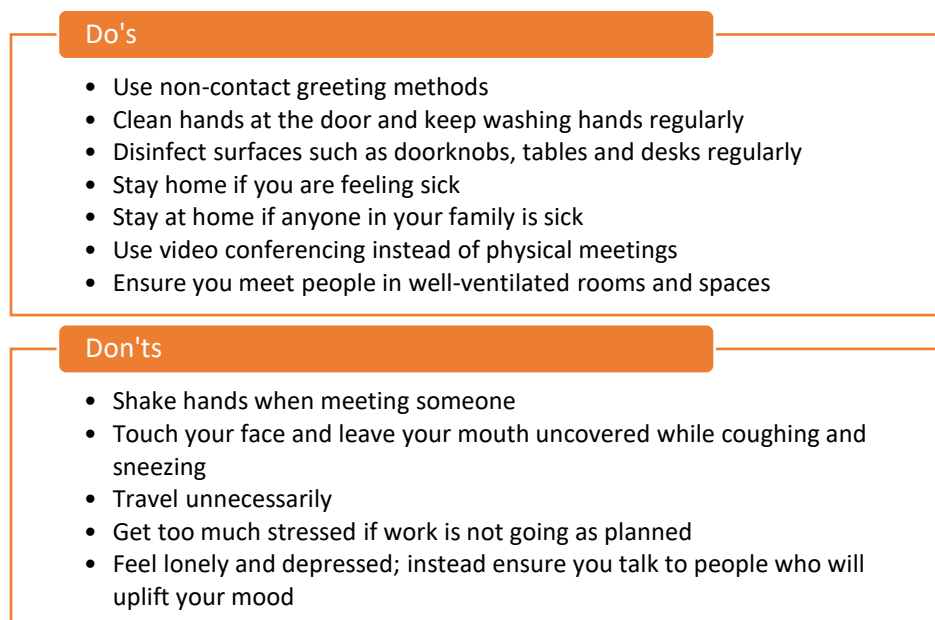 Do's
• Use non-contact greeting methods
• Clean hands at the door and keep washing hands regularly
• Disinfect surfaces such as doorknobs, tables and desks regularly
• Stay home if you are feeling sick
• Stay at home if anyone in your family is sick
• Use video conferencing instead of physical meetings
• Ensure you meet people in well-ventilated rooms and spaces
Don'ts
• Shake hands when meeting someone
• Touch your face and leave your mouth uncovered while coughing and
sneezing
• Travel unnecessarily
• Get too much stressed if work is not going as planned
• Feel lonely and depressed; instead ensure you talk to people who will
uplift your mood